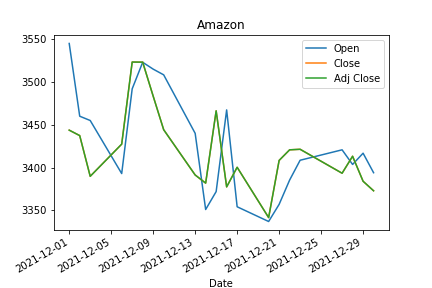 Amazon
3550
3500
3450
3400
3350
Open
Close
Adj Close
2021-12-01
2021-12-05
2021-12-09
2021-12-13
2021-12-17
2021-12-21
2021-12-25
2021-12-29
Date